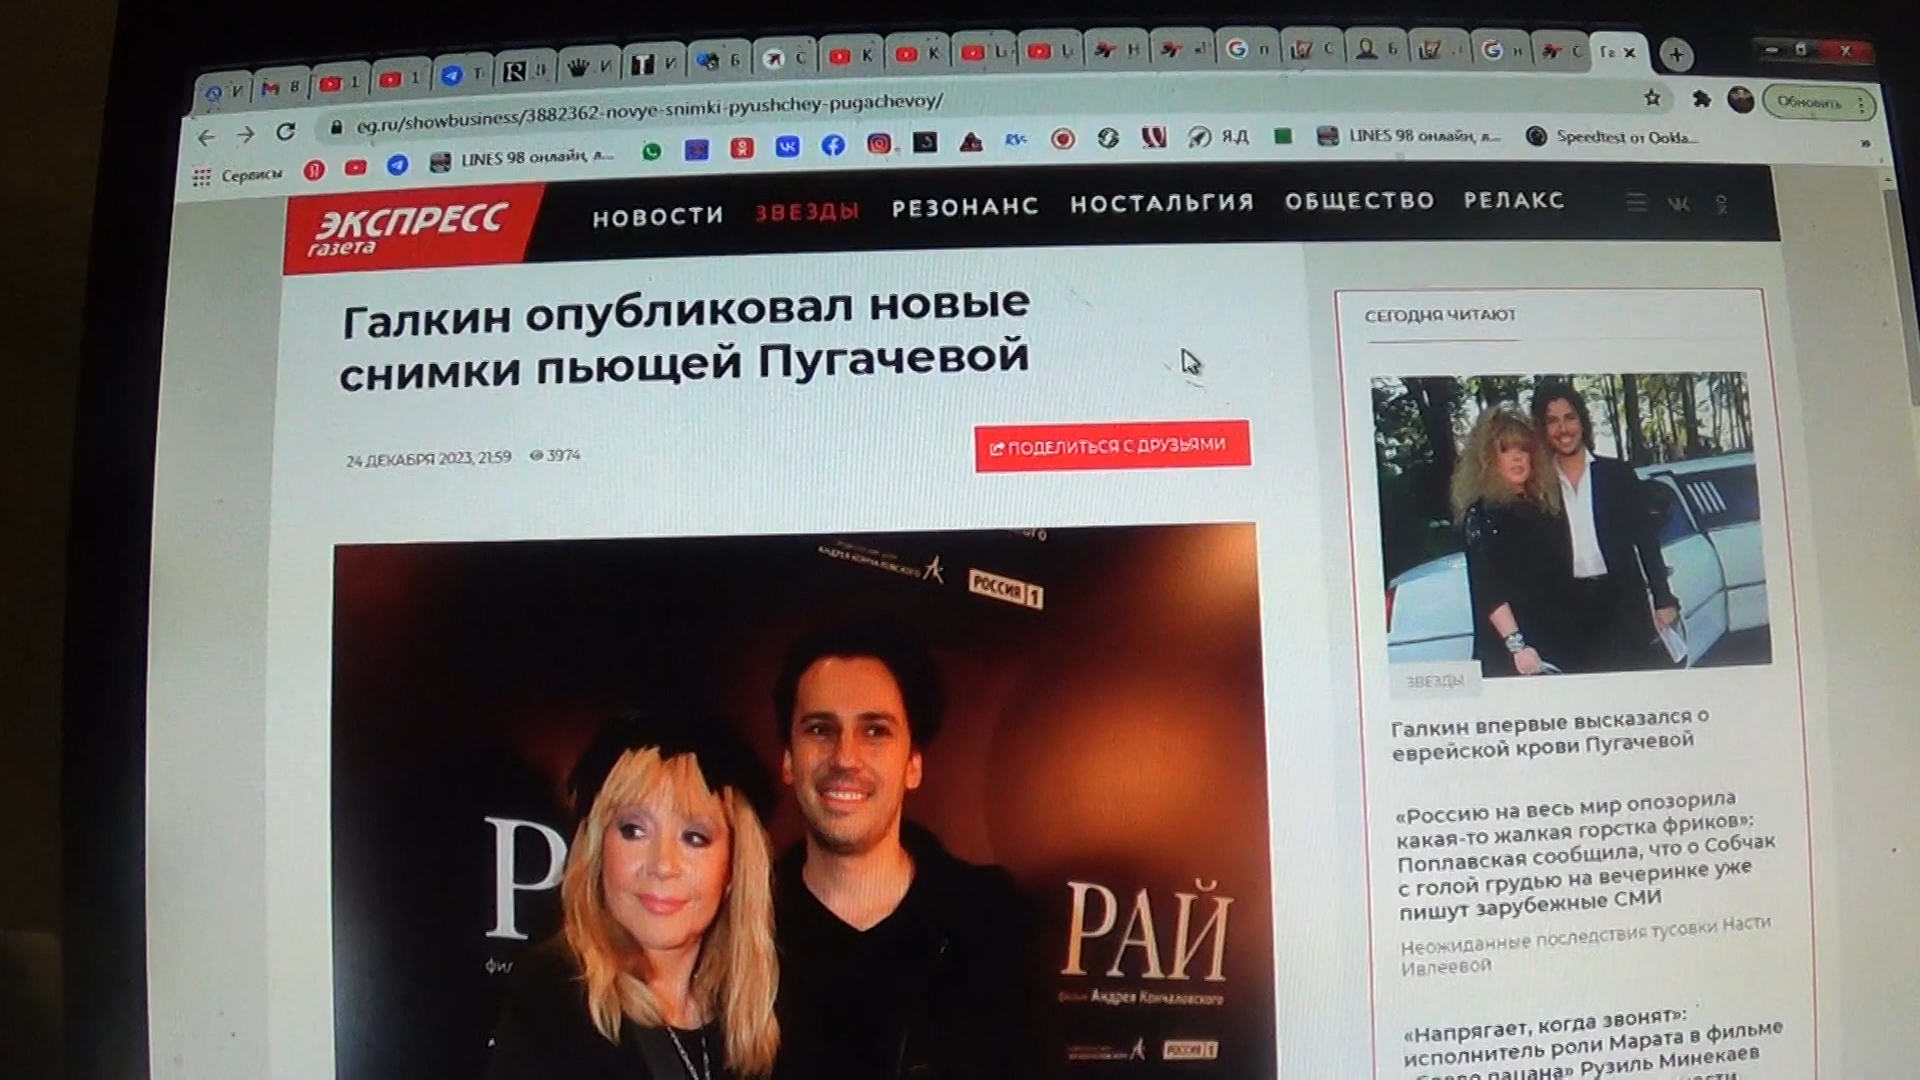 eg.ru/showbusiness/3882362-novye-snimki-pyushchey-pugachevoy/
Обновить
Сервисы
LINES 98 онлайн, л...
ЯД
LINES 98 онлайн, л...
Speedtest от Ookla...
ЭКСПРЕСС
газета
НОВОСТИ ЗВЕЗДЫ РЕЗОНАНС НОСТАЛЬГИЯ ОБЩЕСТВО РЕЛАКС
Галкин опубликовал новые
снимки пьющей Пугачевой
24 ДЕКАБРЯ 2023, 21:59 3974
ПОДЕЛИТЬСЯ С ДРУЗЬЯМИ
РОССИЯ 1
РАЙ
фильм Андрея Кончаловского
РОССИЯ 1
СЕГОДНЯ ЧИТАЮТ
ЗВЕЗДЫ
Галкин впервые высказался о
еврейской крови Пугачевой
«Россию на весь мир опозорила
какая-то жалкая горстка фриков»:
Поплавская сообщила, что о Собчак
с голой грудью на вечеринке уже
пишут зарубежные СМИ
Неожиданные последствия тусовки Насти
Ивлеевой
«Напрягает, когда звонят»:
исполнитель роли Марата в фильме
пацана» Рузиль Минекаев